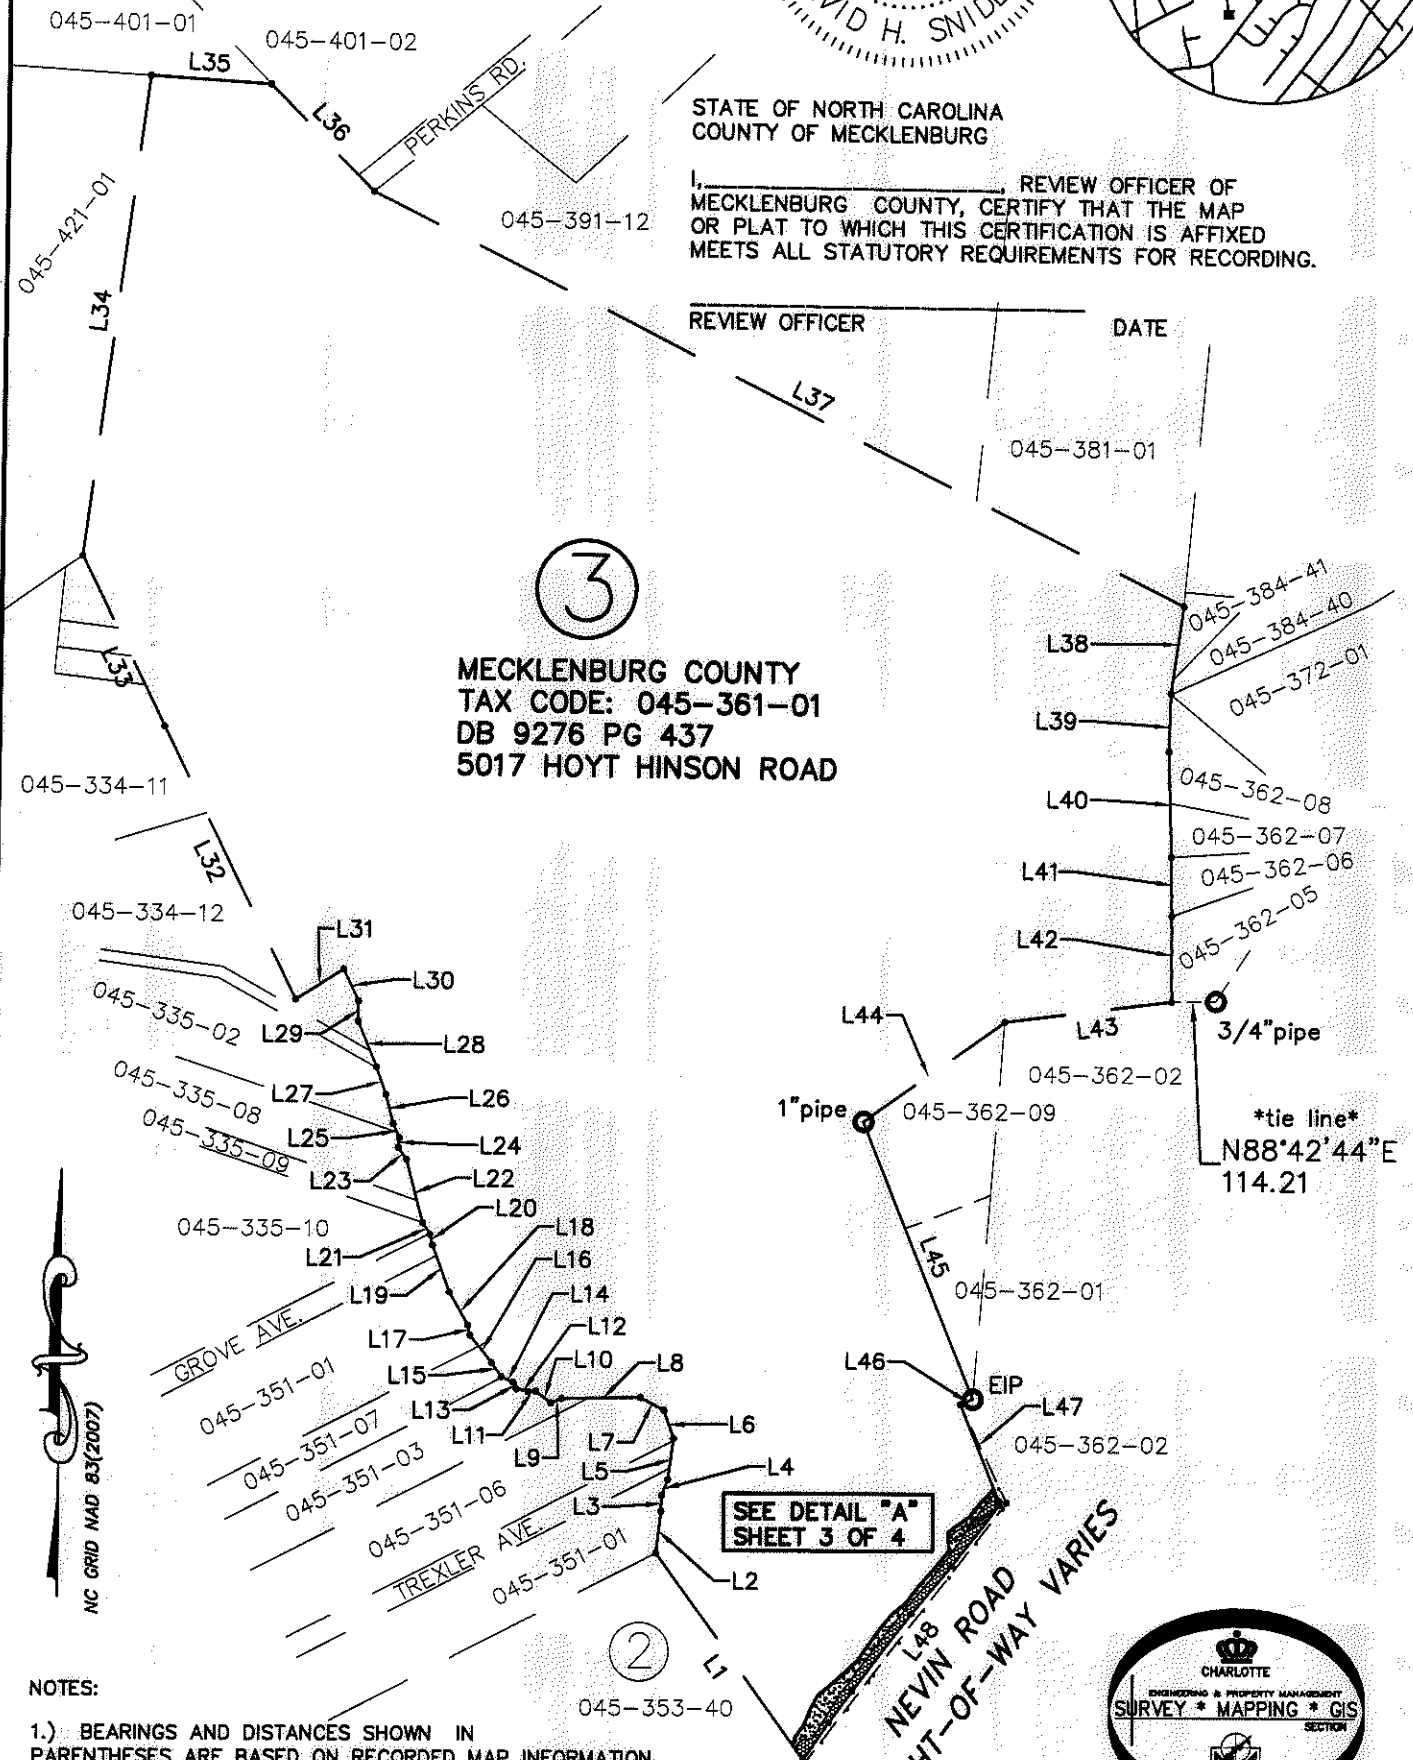 045-401-01
045-401-02
L35
L36
PERKINS RD.
045-421-01
L34
045-391-12
VID H. SNIDE
STATE OF NORTH CAROLINA
COUNTY OF MECKLENBURG
I,____________________, REVIEW OFFICER OF
MECKLENBURG COUNTY, CERTIFY THAT THE MAP
OR PLAT TO WHICH THIS CERTIFICATION IS AFFIXED
MEETS ALL STATUTORY REQUIREMENTS FOR RECORDING.
REVIEW OFFICER DATE
L37
045-381-01
3
MECKLENBURG COUNTY
TAX CODE: 045-361-01
DB 9276 PG 437
5017 HOYT HINSON ROAD
L33
045-334-11
L32
045-334-12
L31
L30
045-335-02
L29
L28
045-335-08
L27
L26
045-335-09
L25
L24
L23
L22
045-335-10
L20
L21
L18
L19
L16
GROVE AVE.
L14
L17
L12
045-351-01
L15
L10
L8
L13
045-351-07
L11
L9
L7
L6
045-351-03
L5
L4
045-351-06
L3
TREXLER AVE.
045-351-01
L2
SEE DETAIL "A"
SHEET 3 OF 4
2
L1
045-353-40
L38
045-384-41
045-384-40
045-372-01
L39
L40
045-362-08
045-362-07
L41
045-362-06
L42
045-362-05
L44
L43
3/4"pipe
045-362-02
1"pipe
045-362-09
*tie line*
N88°42'44"E
114.21
L45
045-362-01
L46
EIP
L47
045-362-02
L48
NEVIN ROAD
HT-OF-WAY VARIES
NC GRID NAD 83(2007)
NOTES:
1.) BEARINGS AND DISTANCES SHOWN IN
PARENTHESES ARE BASED ON RECORDED MAP INFORMATION.
CHARLOTTE
ENGINEERING & PROPERTY MANAGEMENT
SURVEY * MAPPING * GIS
SECTION